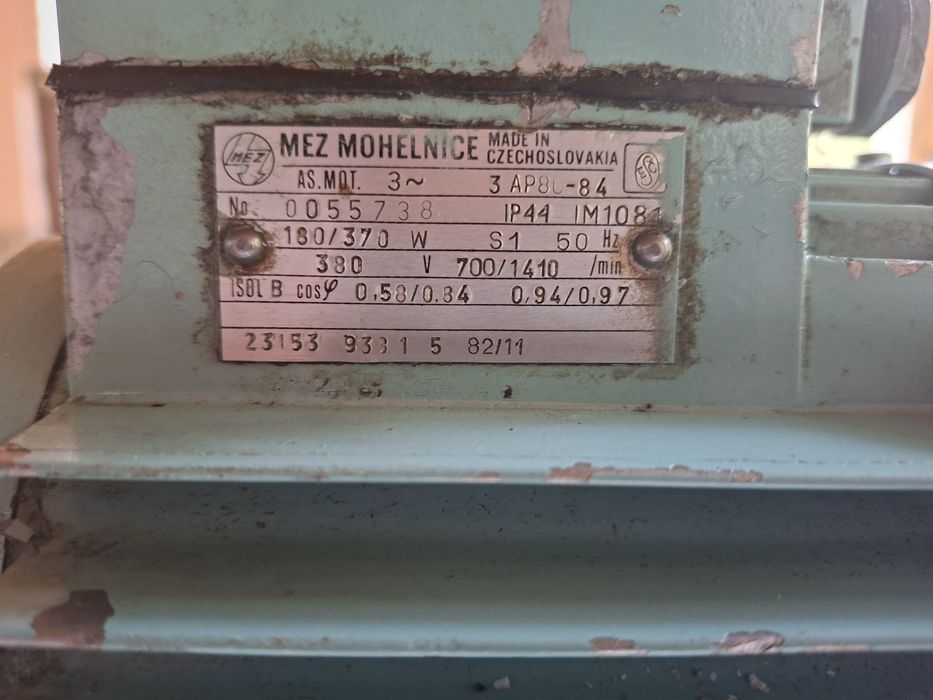 MEZ MEZ MOHELNICE MADE IN CZECHOSLOVAKIA ESC
AS.MOT. 3~ 3 AP80-84
No. 0055738 IP44 IM1081
180/370 W S1 50 Hz
380 V 700/1410 /min
ISOL B cosφ 0,58/0.84 0,94/0,97
23153 9331 5 82/11